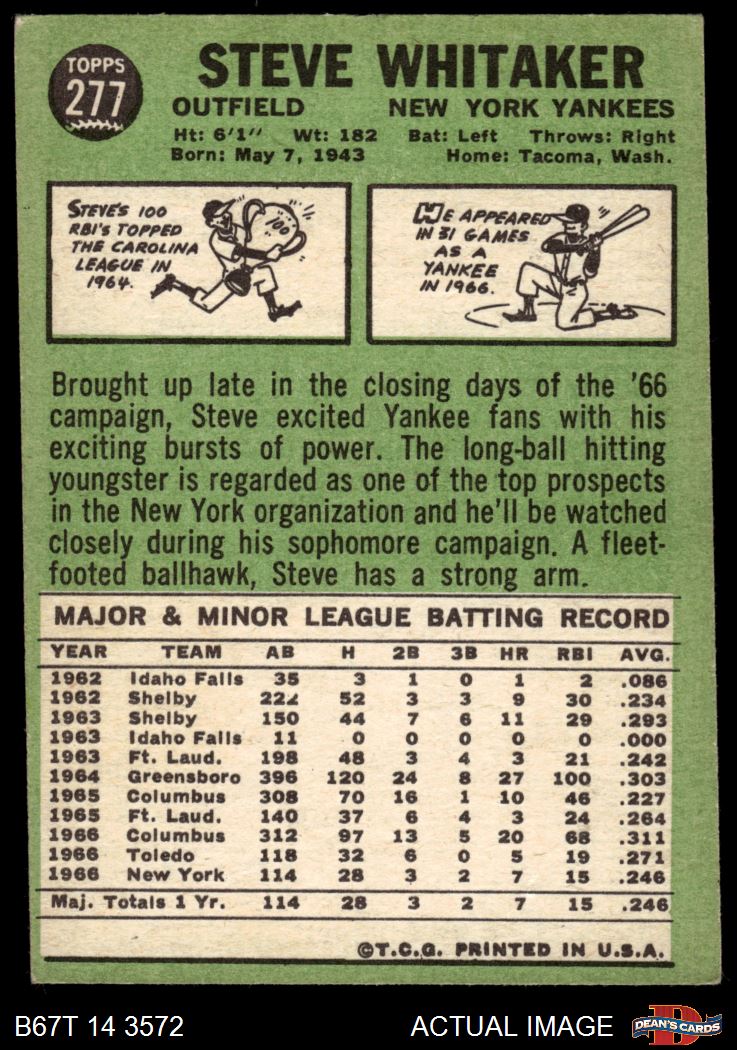 TOPPS
277
STEVE WHITAKER
OUTFIELD NEW YORK YANKEES
Ht: 6'1" Wt: 182 Bat: Left Throws: Right
Born: May 7, 1943 Home: Tacoma, Wash.
STEVE'S 100
RBI'S TOPPED
THE CAROLINA
LEAGUE IN
1964.
100
HE APPEARED
IN 31 GAMES
AS A
YANKEE
IN 1966.
Brought up late in the closing days of the '66
campaign, Steve excited Yankee fans with his
exciting bursts of power. The long-ball hitting
youngster is regarded as one of the top prospects
in the New York organization and he'll be watched
closely during his sophomore campaign. A fleet-
footed ballhawk, Steve has a strong arm.
MAJOR & MINOR LEAGUE BATTING RECORD
YEAR TEAM AB H 2B 3B HR RBI AVG.
1962 Idaho Falls 35 3 1 0 1 2 .086
1962 Shelby 222 52 3 3 9 30 .234
1963 Shelby 150 44 7 6 11 29 .293
1963 Idaho Falls 11 0 0 0 0 0 .000
1963 Ft. Laud. 198 48 3 4 3 21 .242
1964 Greensboro 396 120 24 8 27 100 .303
1965 Columbus 308 70 16 1 10 46 .227
1965 Ft. Laud. 140 37 6 4 3 24 .264
1966 Columbus 312 97 13 5 20 68 .311
1966 Toledo 118 32 6 0 5 19 .271
1966 New York 114 28 3 2 7 15 .246
Maj. Totals 1 Yr. 114 28 3 2 7 15 .246
©T.C.G. PRINTED IN U.S.A.
B67T 14 3572 ACTUAL IMAGE DEAN'S CARDS